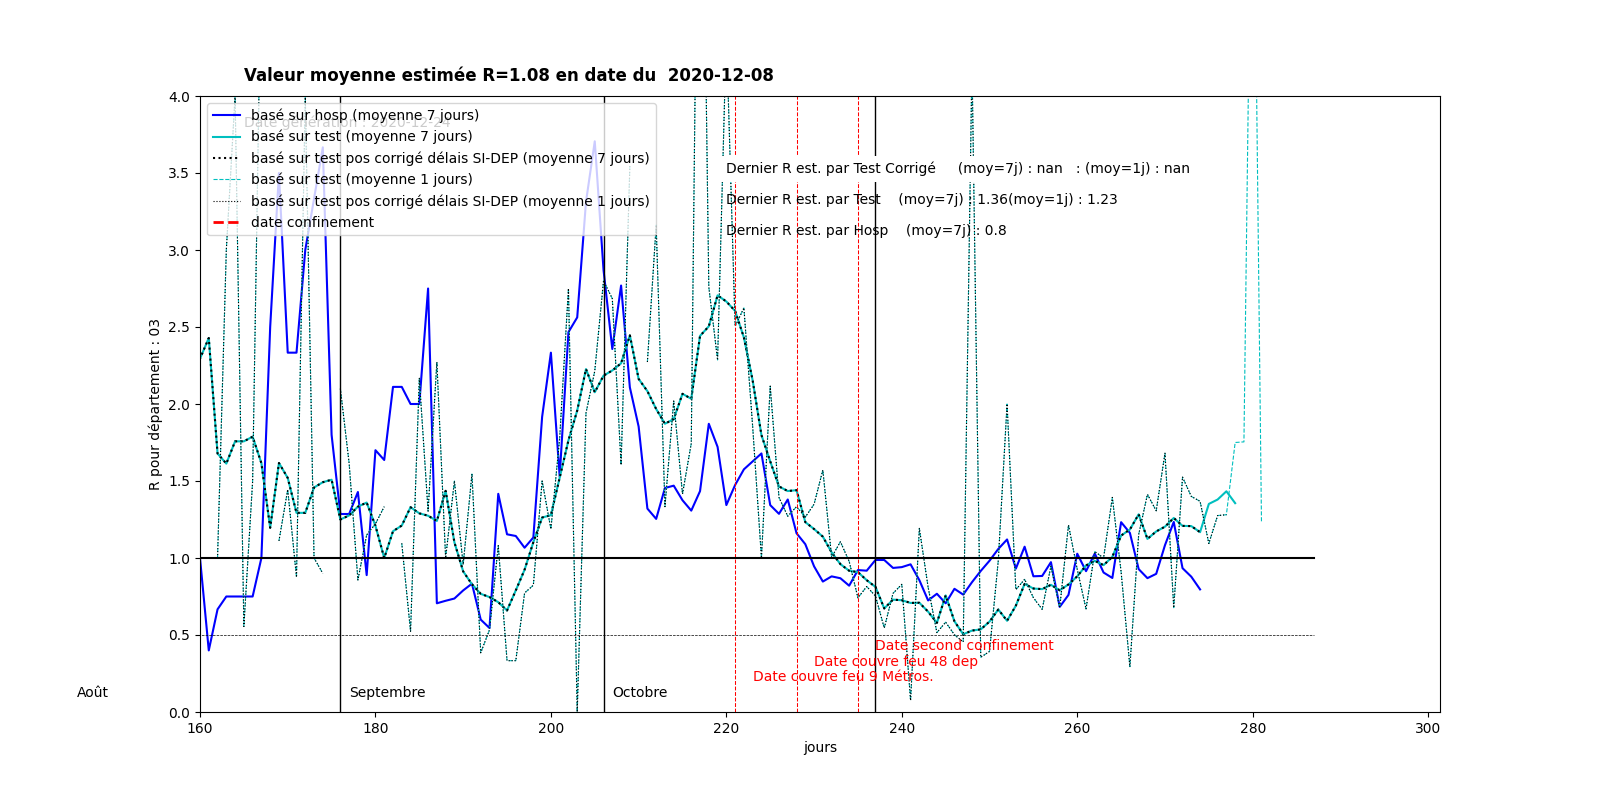 Valeur moyenne estimée R=1.08 en date du  2020-12-08
4.0
3.5
3.0
2.5
2.0
1.5
1.0
0.5
0.0
R pour département : 03
basé sur hosp (moyenne 7 jours)
Date génération : 2020-12-24
basé sur test (moyenne 7 jours)
basé sur test pos corrigé délais SI-DEP (moyenne 7 jours)
basé sur test (moyenne 1 jours)
basé sur test pos corrigé délais SI-DEP (moyenne 1 jours)
date confinement
Dernier R est. par Test Corrigé     (moy=7j) : nan   : (moy=1j) : nan
Dernier R est. par Test    (moy=7j) : 1.36(moy=1j) : 1.23
Dernier R est. par Hosp    (moy=7j) : 0.8
Date second confinement
Date couvre feu 48 dep
Date couvre feu 9 Métros.
Août
Septembre
Octobre
160 180 200 220 240 260 280 300
jours